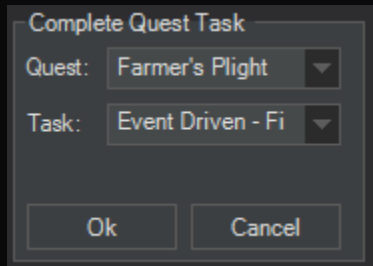 Complete Quest Task
Quest: Farmer's Plight
Task: Event Driven - Fi
Ok Cancel